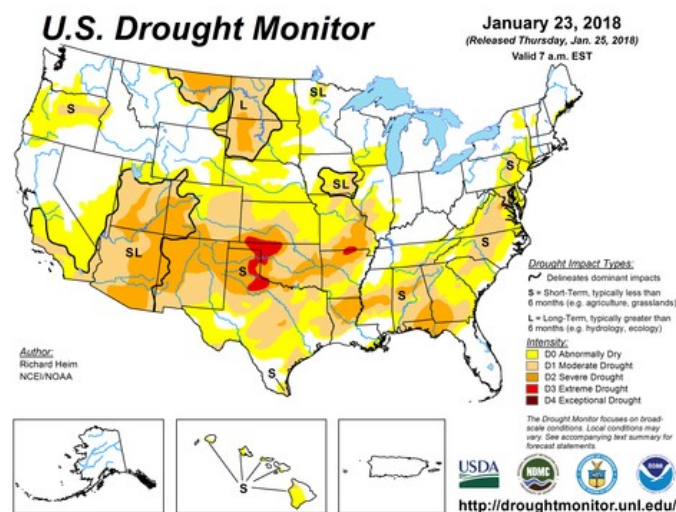 U.S. Drought Monitor
January 23, 2018
(Released Thursday, Jan. 25, 2018)
Valid 7 a.m. EST
S
L
SL
SL
S
SL
SL
S
S
S
S
Drought Impact Types:
Delineates dominant impacts
S = Short-Term, typically less than
6 months (e.g. agriculture, grasslands)
L = Long-Term, typically greater than
6 months (e.g. hydrology, ecology)
Intensity:
D0 Abnormally Dry
D1 Moderate Drought
D2 Severe Drought
D3 Extreme Drought
D4 Exceptional Drought
Author:
Richard Heim
NCEI/NOAA
The Drought Monitor focuses on broad-
scale conditions. Local conditions may
vary. See accompanying text summary for
forecast statements.
S
USDA
NDMC
NOAA
http://droughtmonitor.unl.edu/